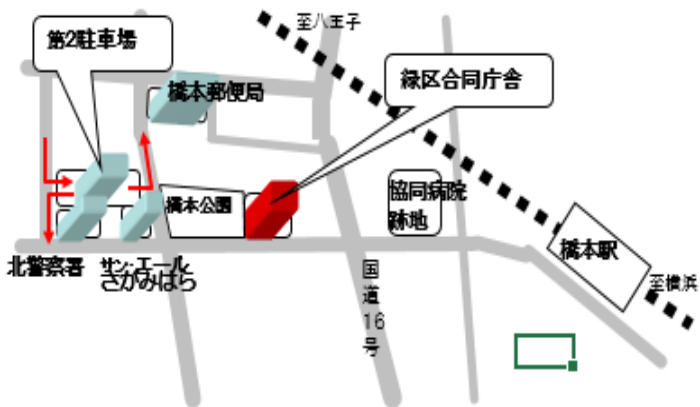 至八王子
第2駐車場
緑区合同庁舎
橋本郵便局
協同病院
跡地
橋本公園
橋本駅
北警察署
サン・エール
さがみはら
国道16号
至横浜